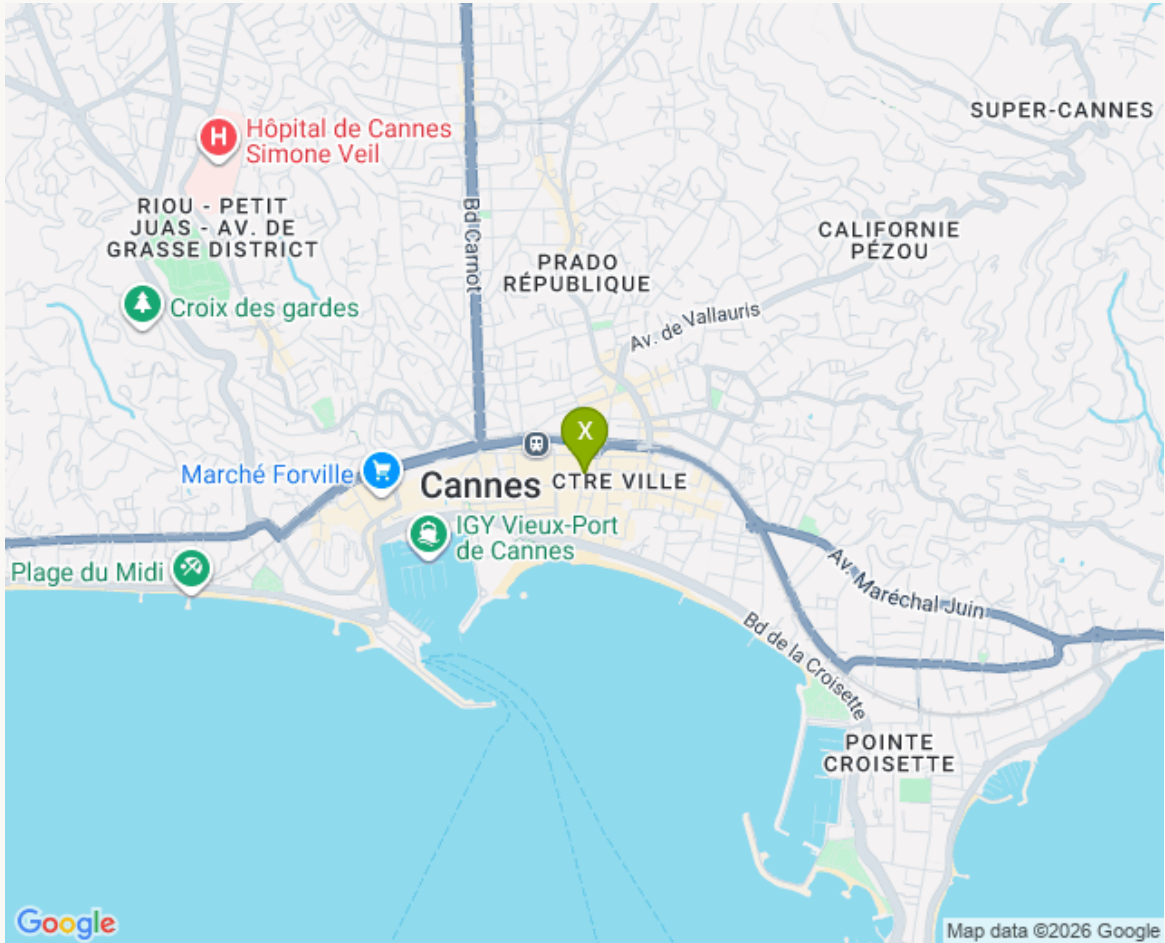 SUPER-CANNES
Hôpital de Cannes
Simone Veil
H
RIOU - PETIT
JUAS - AV. DE
GRASSE DISTRICT
Bd Carnot
CALIFORNIE
PÉZOU
PRADO
RÉPUBLIQUE
Croix des gardes
Av. de Vallauris
X
Marché Forville
Cannes
CTRE VILLE
IGY Vieux-Port
de Cannes
Plage du Midi
Av. Maréchal Juin
Bd de la Croisette
POINTE
CROISETTE
Google
Map data ©2026 Google